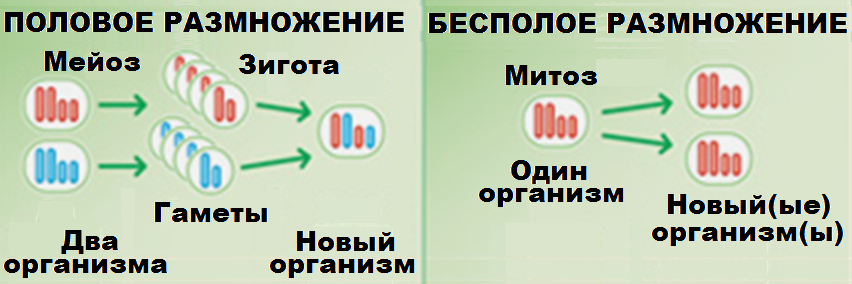 ПОЛОВОЕ РАЗМНОЖЕНИЕ
Мейоз
Зигота
Гаметы
Два
организма
Новый
организм
БЕСПОЛОЕ РАЗМНОЖЕНИЕ
Митоз
Один
организм
Новый(ые)
организм(ы)